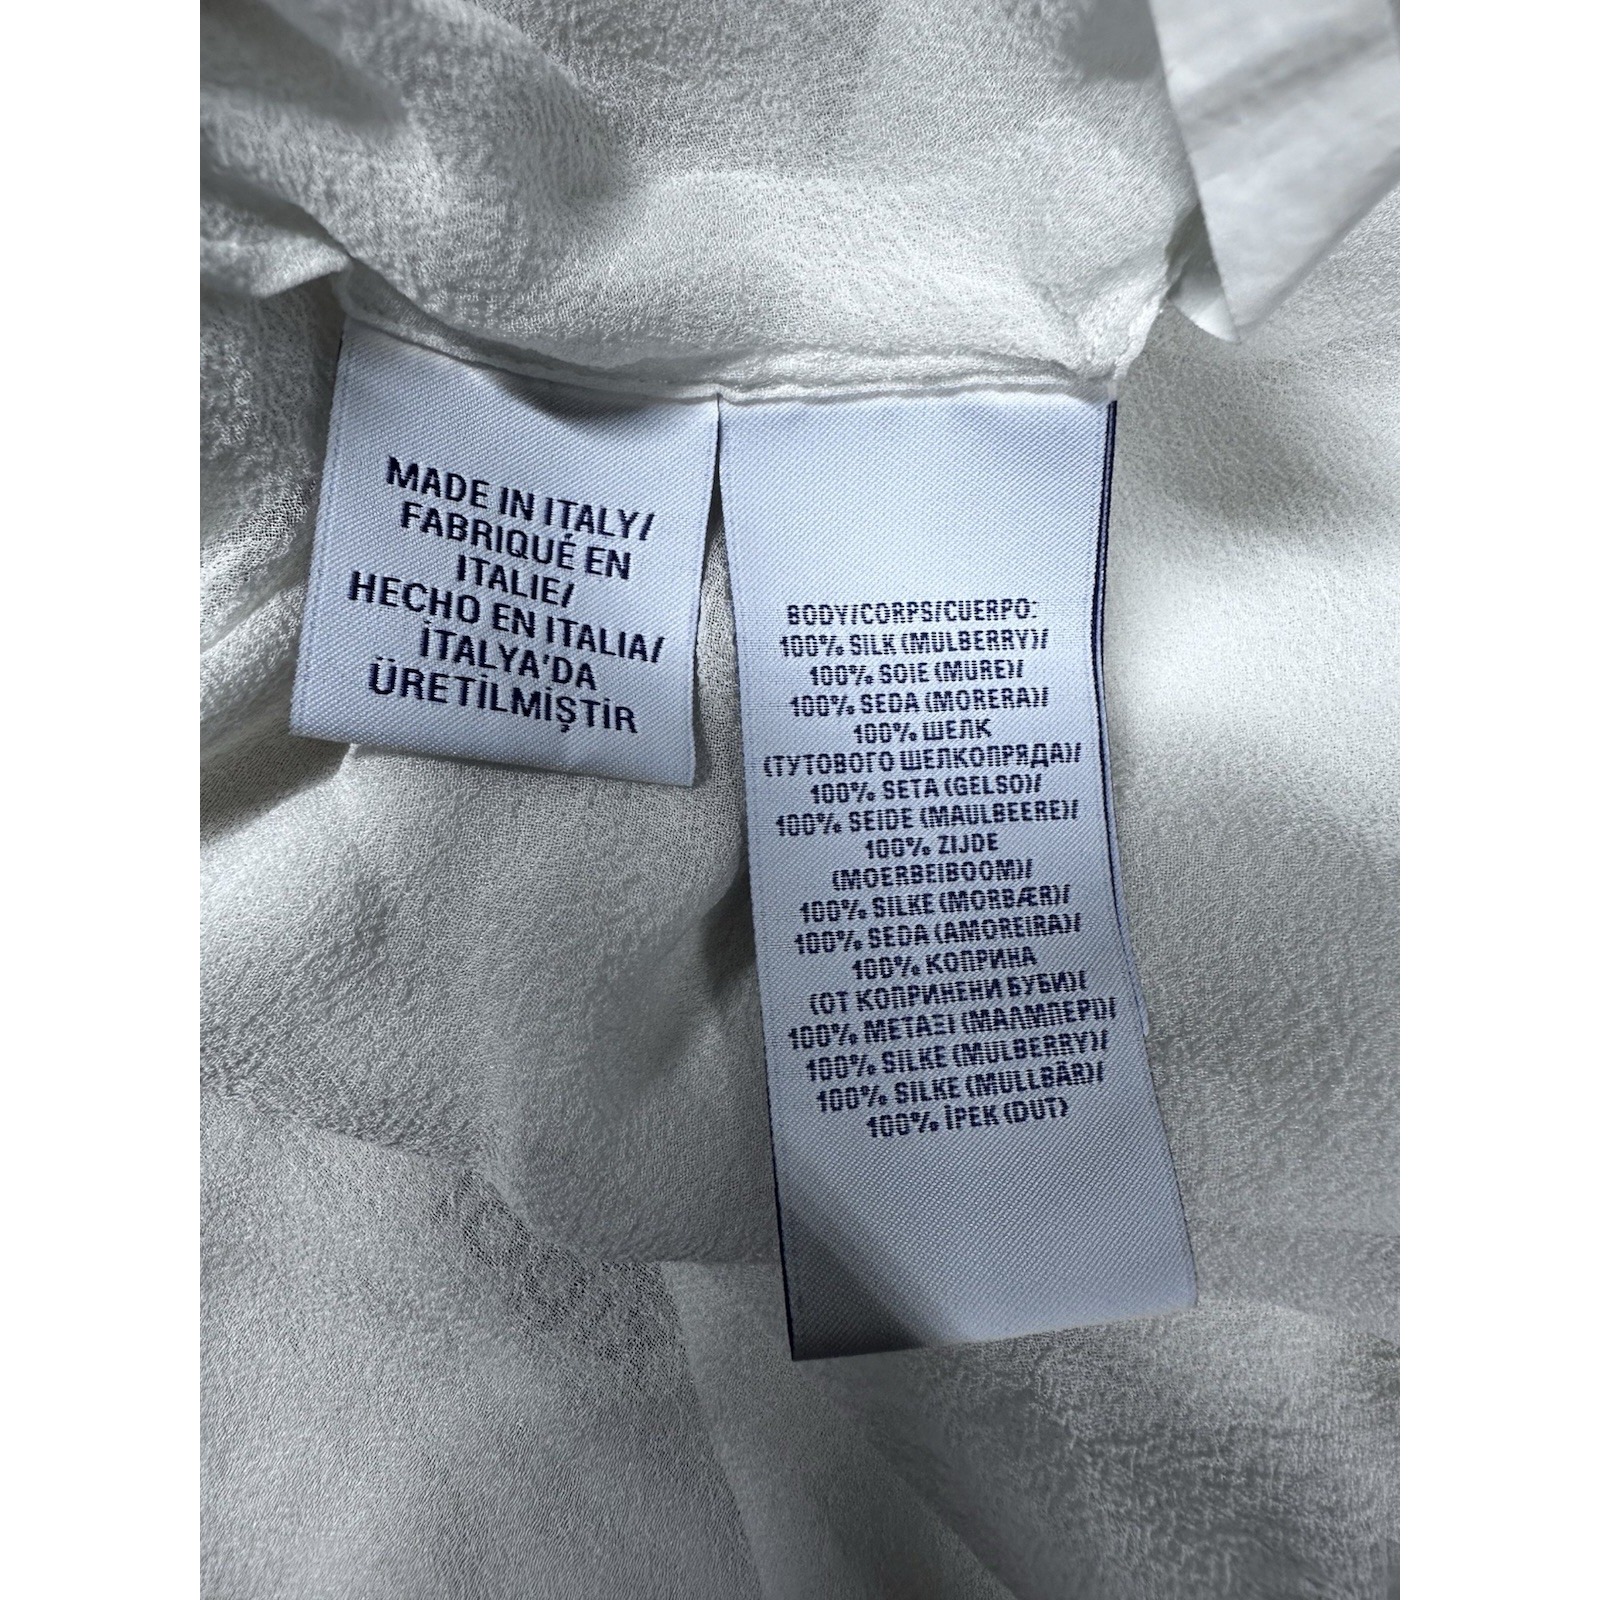 MADE IN ITALY/
FABRIQUÉ EN
ITALIE/
HECHO EN ITALIA/
İTALYA'DA
ÜRETİLMİŞTİR
BODY/CORPS/CUERPO:
100% SILK (MULBERRY)/
100% SOIE (MURE)/
100% SEDA (MORERA)/
100% ШЕЛК
(ТУТОВОГО ШЕЛКОПРЯДА)/
100% SETA (GELSO)/
100% SEIDE (MAULBEERE)/
100% ZIJDE
(MOERBEIBOOM)/
100% SILKE (MORBÆR)/
100% SEDA (AMOREIRA)/
100% КОПРИНА
(ОТ КОПРИНЕНИ БУБИ)/
100% ΜΕΤΑΞΙ (ΜΑΛΜΠΕΡΙ)/
100% SILKE (MULBERRY)/
100% SILKE (MULLBÄR)/
100% İPEK (DUT)